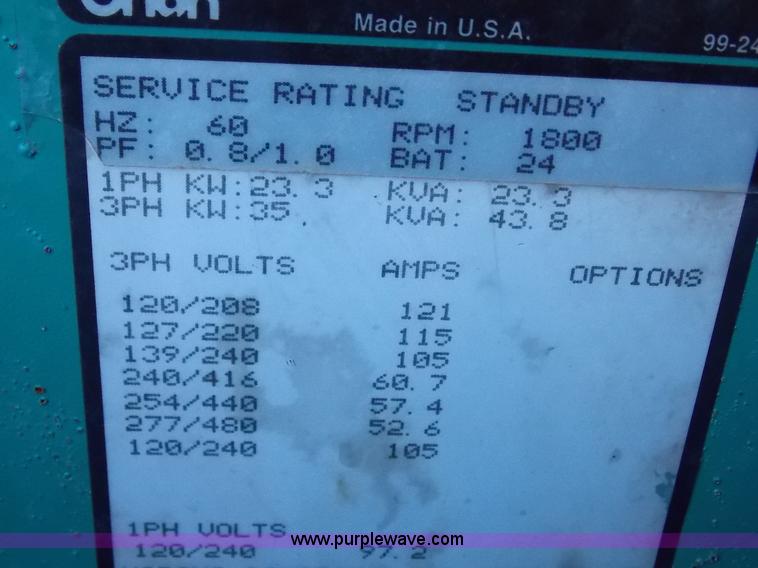 Onan
Made in U.S.A.
99-24
SERVICE RATING STANDBY
HZ: 60 RPM: 1800
PF: 0.8/1.0 BAT: 24
1PH KW:23.3 KVA: 23.3
3PH KW:35 KVA: 43.8
3PH VOLTS AMPS OPTIONS
120/208 121
127/220 115
139/240 105
240/416 60.7
254/440 57.4
277/480 52.6
120/240 105
1PH VOLTS
120/240 97.2
www.purplewave.com